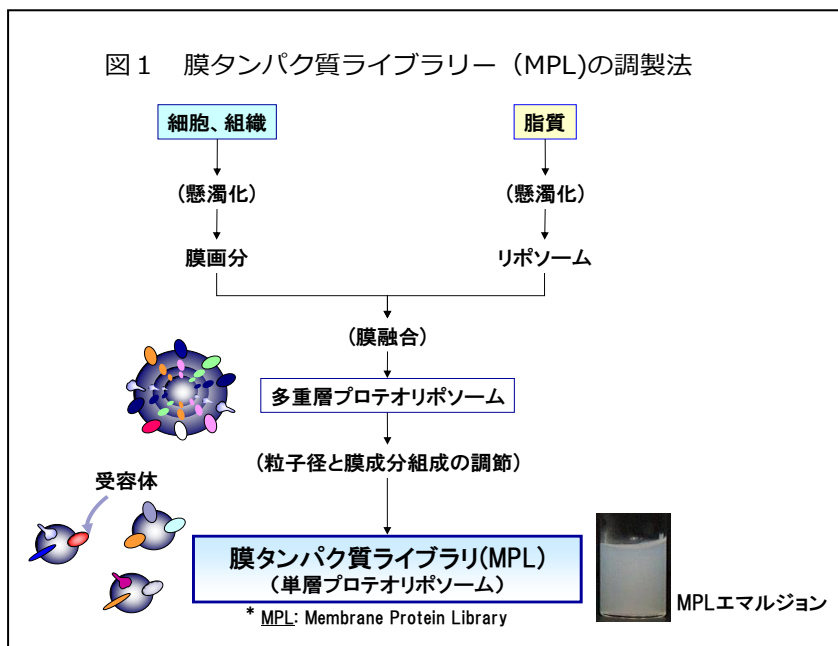 図1 膜タンパク質ライブラリー（MPL)の調製法
細胞、組織
脂質
(懸濁化)
(懸濁化)
膜画分
リポソーム
(膜融合)
多重層プロテオリポソーム
(粒子径と膜成分組成の調節)
受容体
膜タンパク質ライブラリ(MPL)
(単層プロテオリポソーム)
* MPL: Membrane Protein Library
MPLエマルジョン